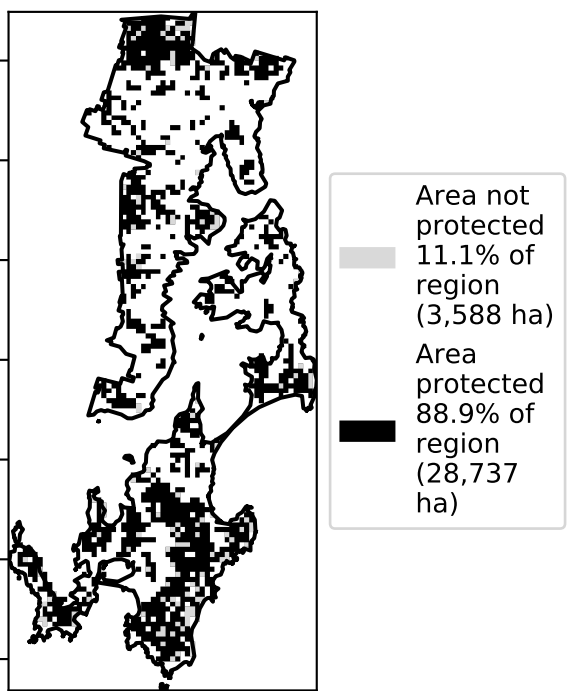 Area not
protected
11.1% of
region
(3,588 ha)
Area
protected
88.9% of
region
(28,737
ha)